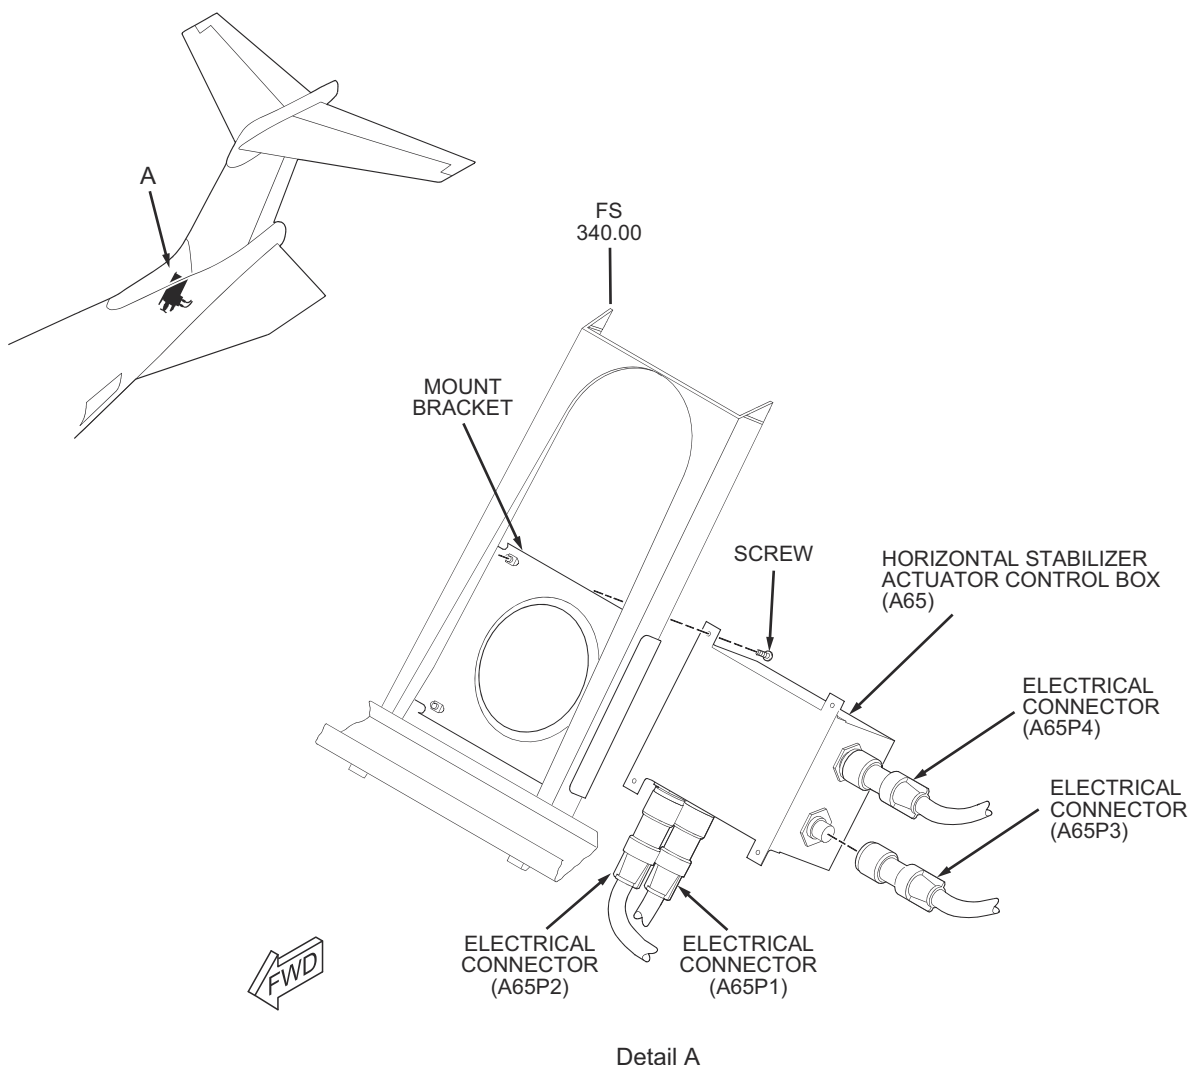 A
FS
340.00
MOUNT
BRACKET
SCREW
HORIZONTAL STABILIZER
ACTUATOR CONTROL BOX
(A65)
ELECTRICAL
CONNECTOR
(A65P4)
ELECTRICAL
CONNECTOR
(A65P3)
ELECTRICAL
CONNECTOR
(A65P2)
ELECTRICAL
CONNECTOR
(A65P1)
FWD
Detail A